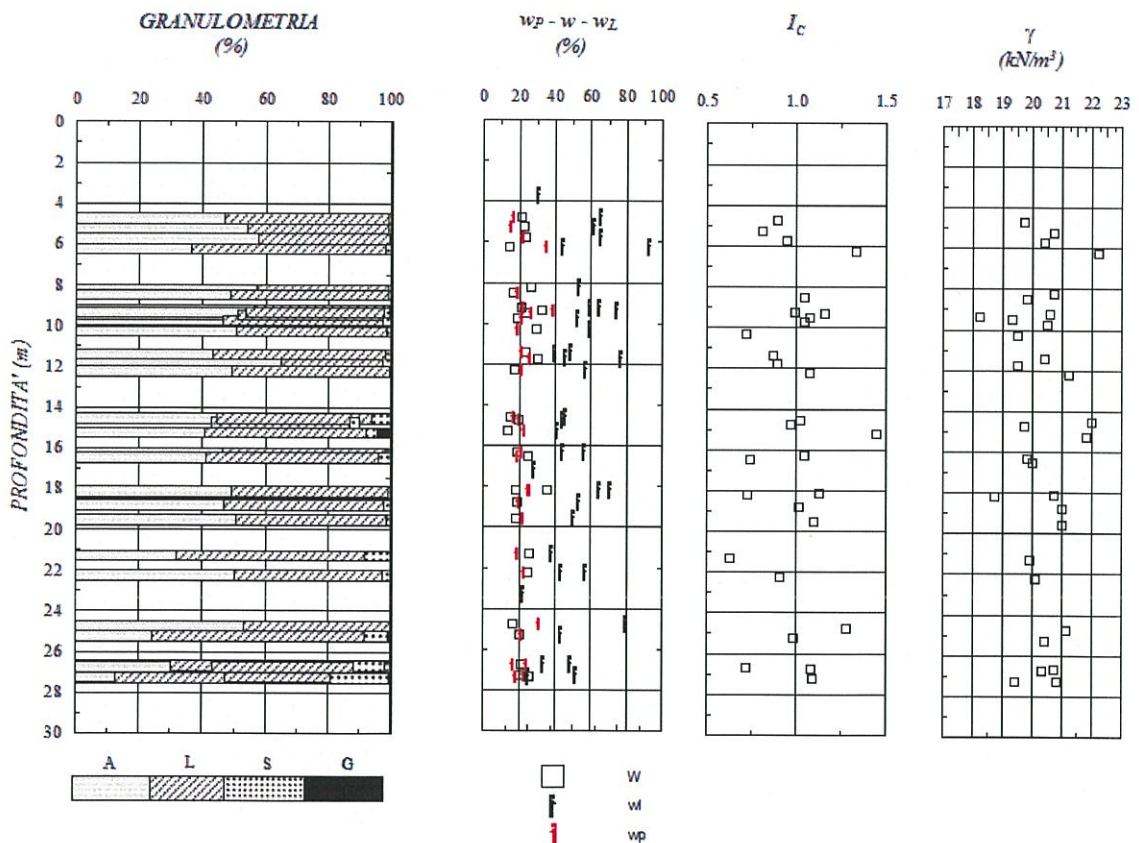 GRANULOMETRIA
(%)
0 20 40 60 80 100
PROFONDITA' (m)
0
2
4
6
8
10
12
14
16
18
20
22
24
26
28
30
A L S G
wP - w - wL
(%)
0 20 40 60 80 100
W
wl
wp
IC
0.5 1.0 1.5
γ
(kN/m³)
17 18 19 20 21 22 23